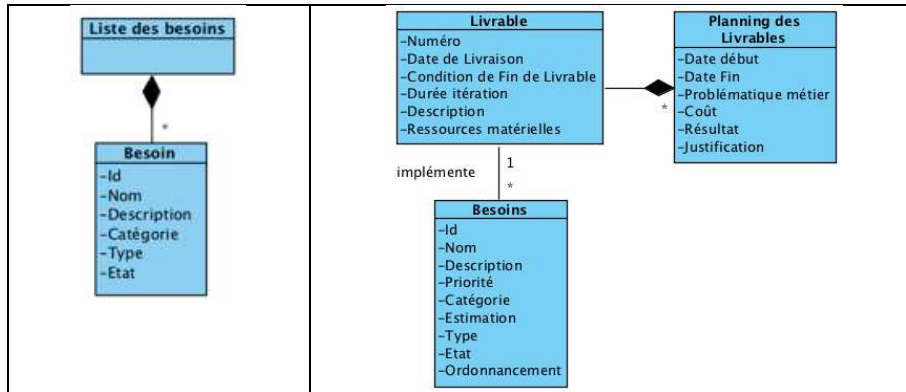 Liste des besoins
*
Besoin
-Id
-Nom
-Description
-Catégorie
-Type
-Etat
Livrable
-Numéro
-Date de Livraison
-Condition de Fin de Livrable
-Durée itération
-Description
-Ressources matérielles
*
Planning des
Livrables
-Date début
-Date Fin
-Problématique métier
-Coût
-Résultat
-Justification
implémente
1
*
Besoins
-Id
-Nom
-Description
-Priorité
-Catégorie
-Estimation
-Type
-Etat
-Ordonnancement